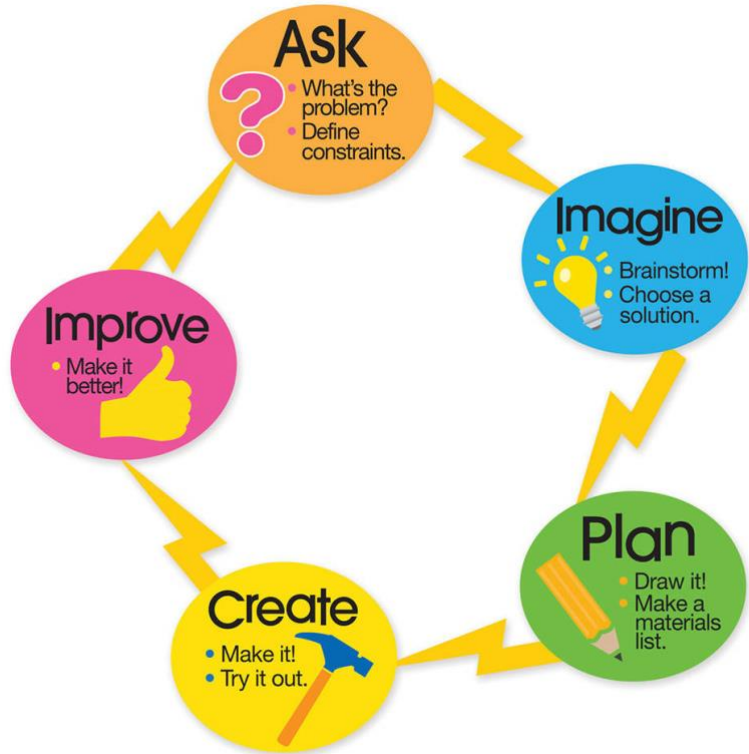 Ask
• What's the
problem?
• Define
constraints.
Imagine
• Brainstorm!
• Choose a
solution.
Plan
• Draw it!
• Make a
materials
list.
Create
• Make it!
• Try it out.
Improve
• Make it
better!